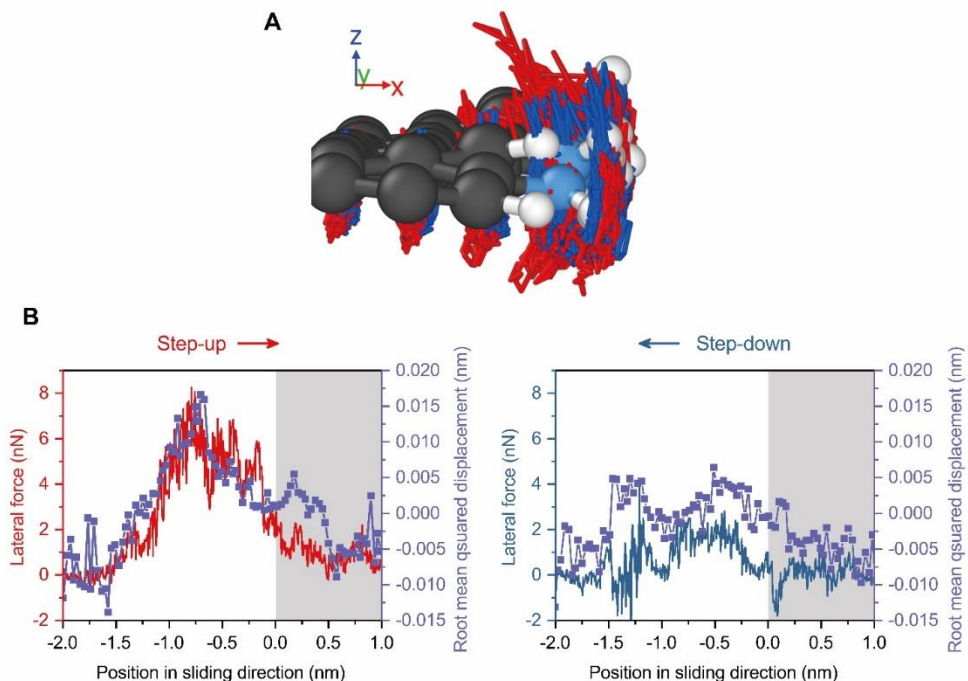 A
z
y
x
B
Step-up →
Lateral force (nN)
8
6
4
2
0
-2
0.020
0.015
0.010
0.005
0.000
-0.005
-0.010
-0.015
Root mean qsuared displacement (nm)
-2.0 -1.5 -1.0 -0.5 0.0 0.5 1.0
Position in sliding direction (nm)
← Step-down
Lateral force (nN)
8
6
4
2
0
-2
0.020
0.015
0.010
0.005
0.000
-0.005
-0.010
-0.015
Root mean qsuared displacement (nm)
-2.0 -1.5 -1.0 -0.5 0.0 0.5 1.0
Position in sliding direction (nm)